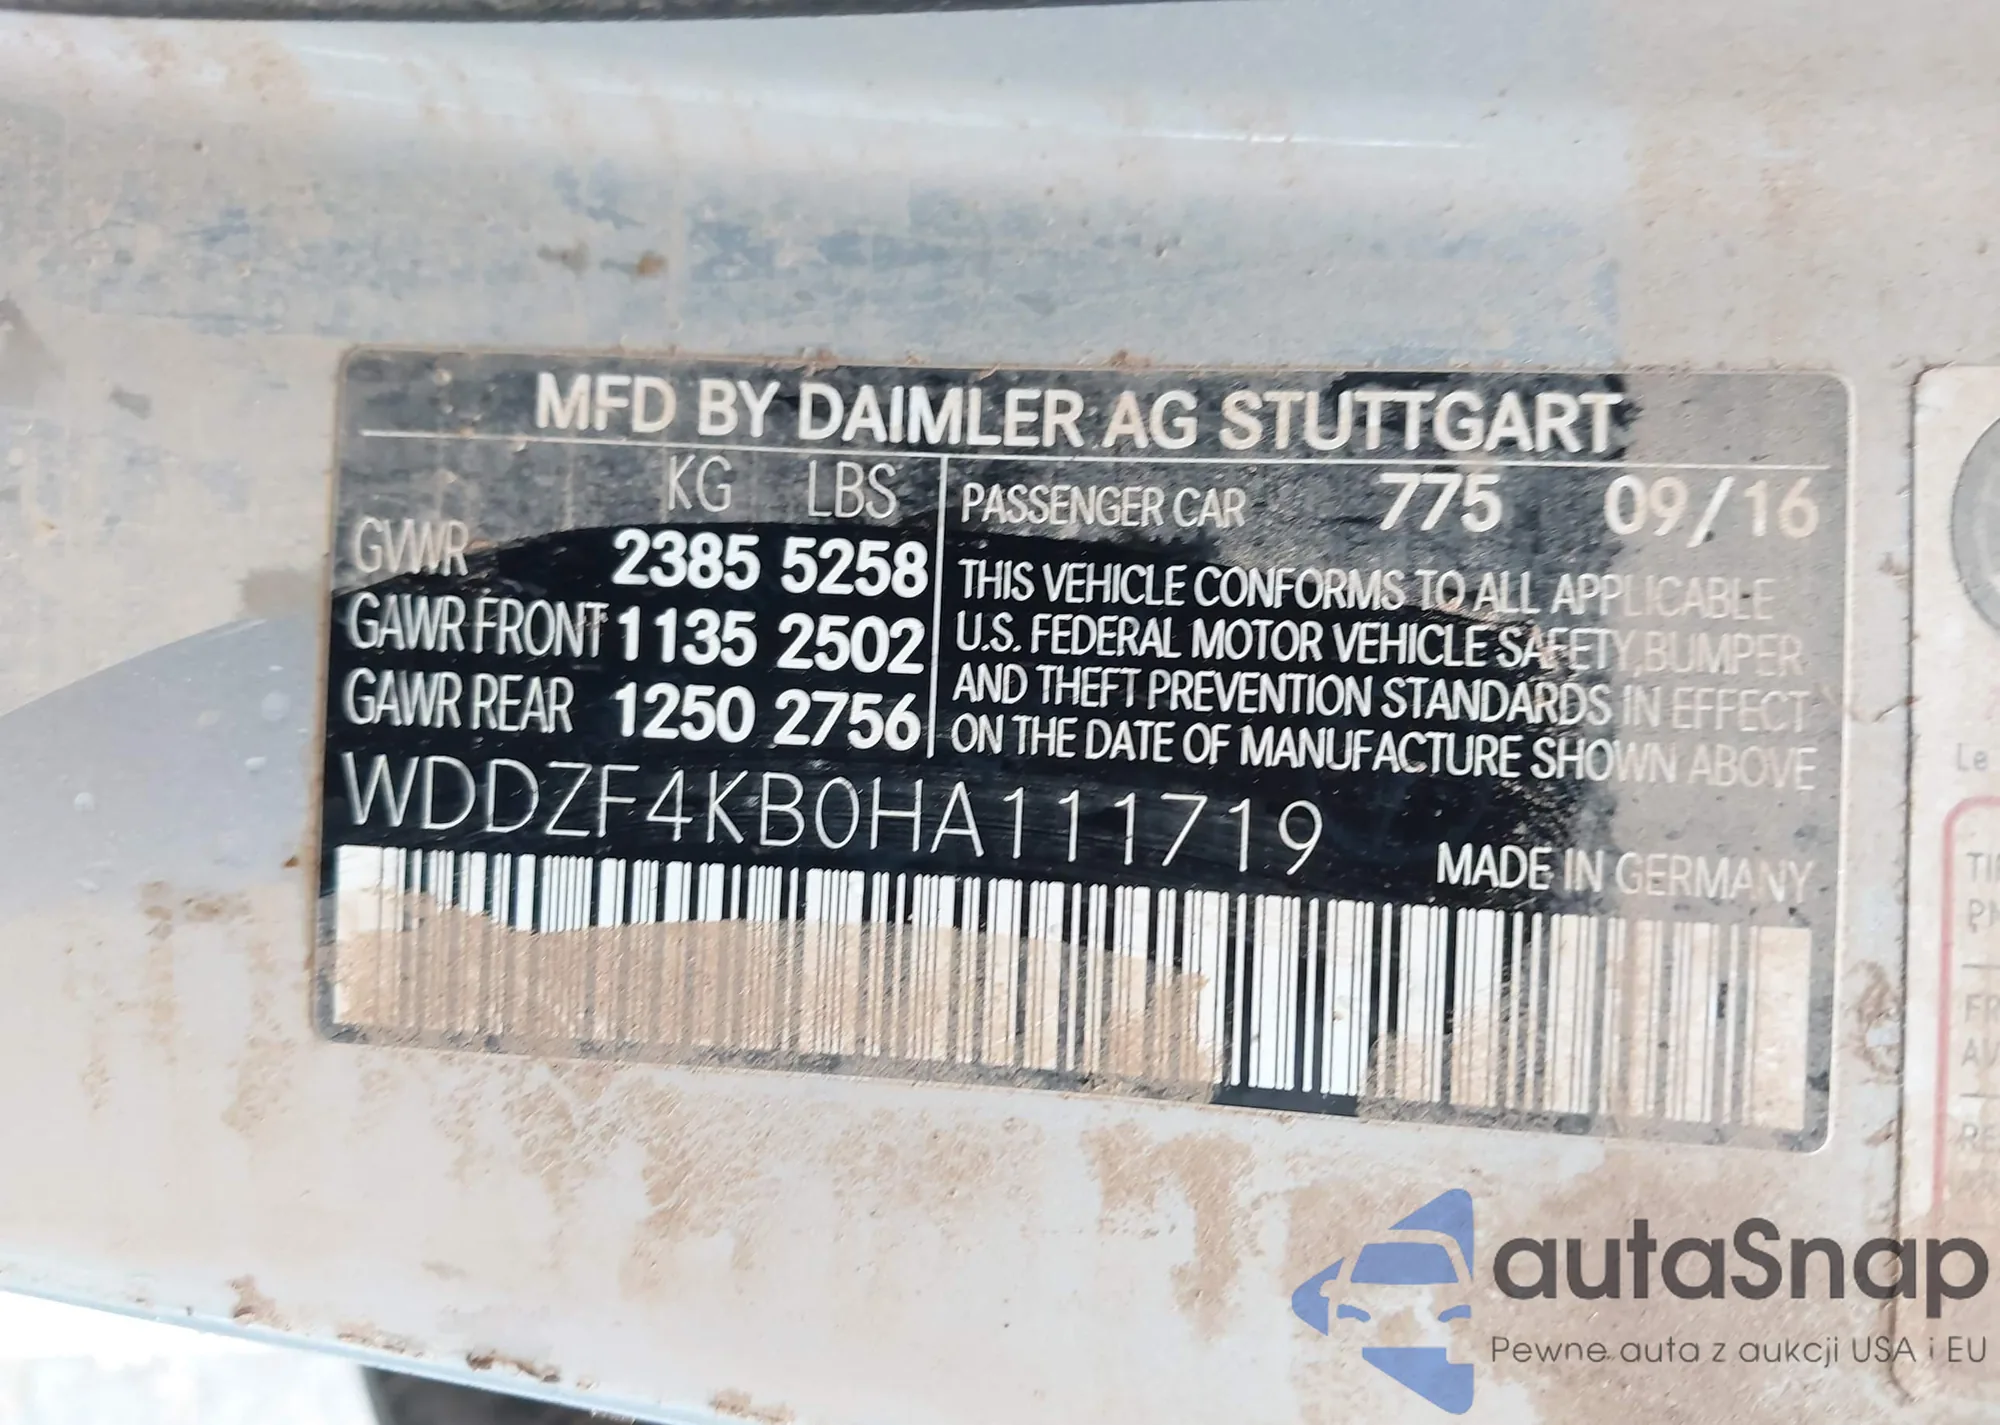 MFD BY DAIMLER AG STUTTGART
KG LBS
GVWR 2385 5258
GAWR FRONT 1135 2502
GAWR REAR 1250 2756
PASSENGER CAR 775 09/16
THIS VEHICLE CONFORMS TO ALL APPLICABLE
U.S. FEDERAL MOTOR VEHICLE SAFETY, BUMPER
AND THEFT PREVENTION STANDARDS IN EFFECT
ON THE DATE OF MANUFACTURE SHOWN ABOVE
WDDZF4KB0HA111719
MADE IN GERMANY
Le
autaSnap
Pewne auta z aukcji USA i EU